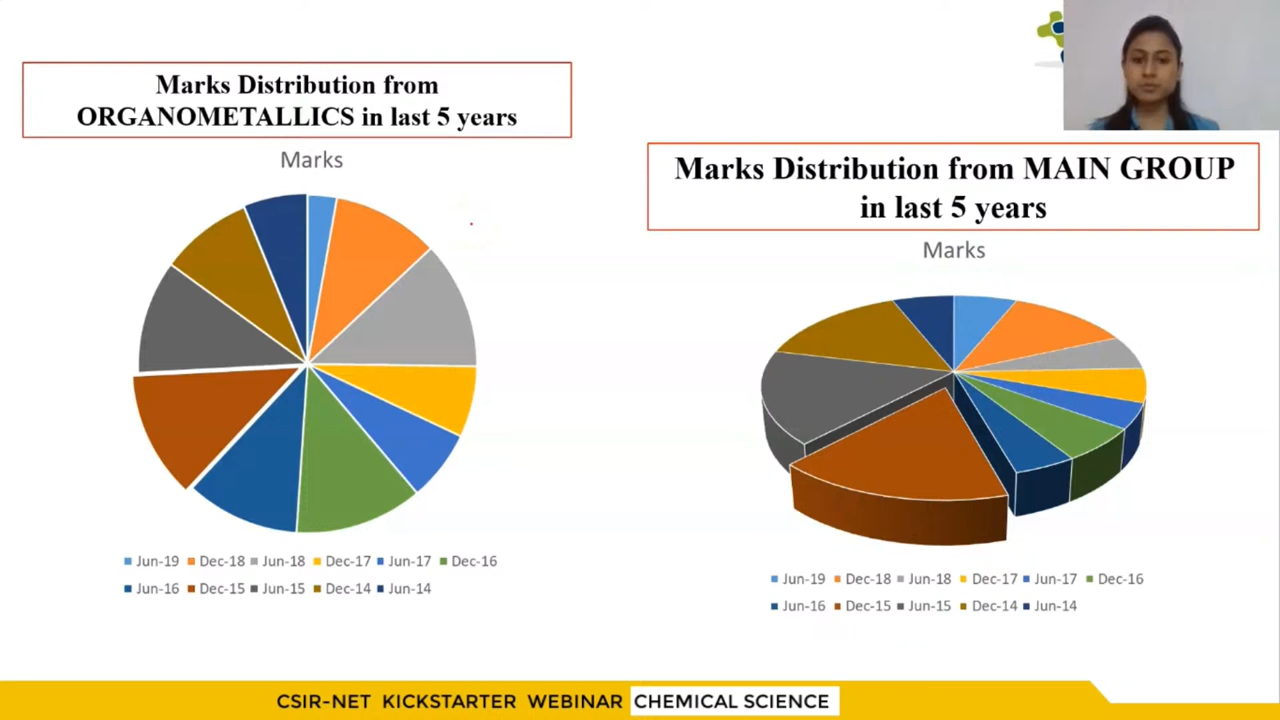 Marks Distribution from
ORGANOMETALLICS in last 5 years
Marks
Jun-19 Dec-18 Jun-18 Dec-17 Jun-17 Dec-16
Jun-16 Dec-15 Jun-15 Dec-14 Jun-14
Marks Distribution from MAIN GROUP
in last 5 years
Marks
Jun-19 Dec-18 Jun-18 Dec-17 Jun-17 Dec-16
Jun-16 Dec-15 Jun-15 Dec-14 Jun-14
CSIR-NET KICKSTARTER WEBINAR CHEMICAL SCIENCE